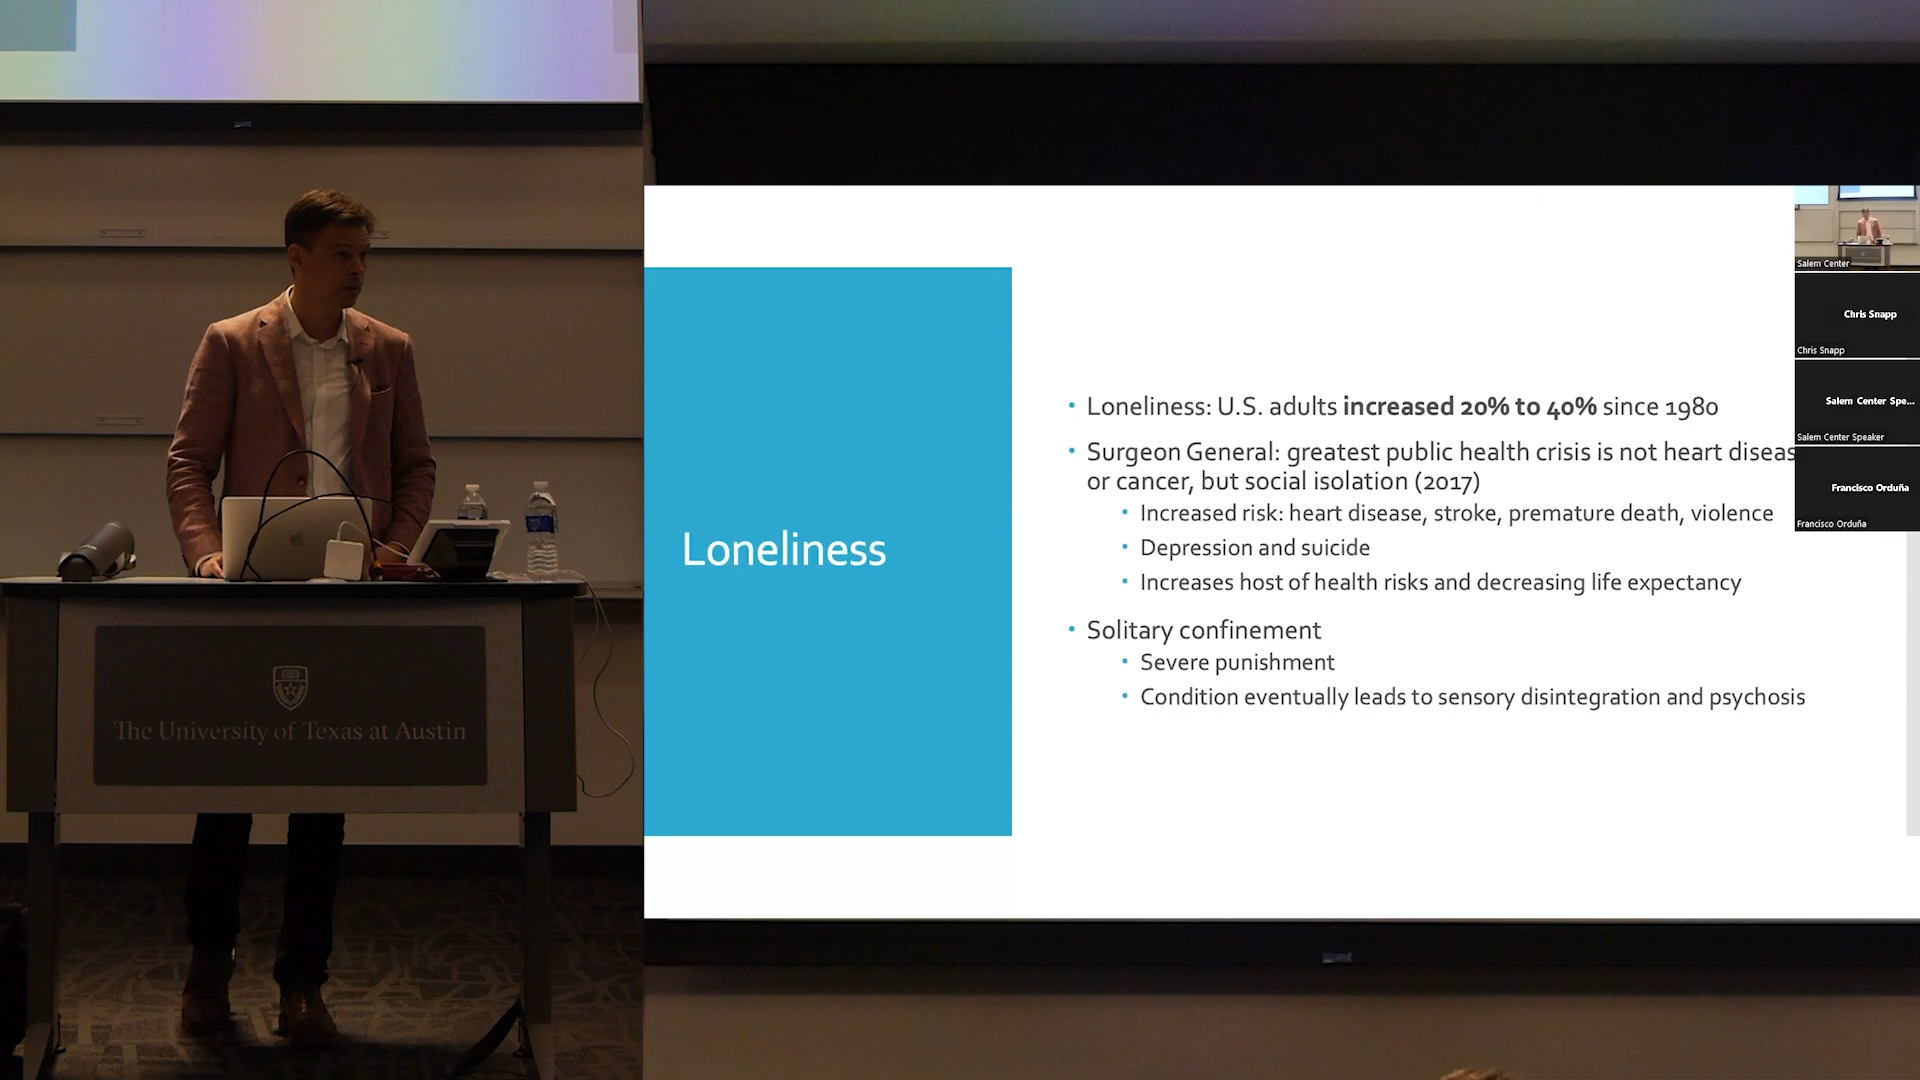 The University of Texas at Austin
Loneliness
• Loneliness: U.S. adults increased 20% to 40% since 1980
• Surgeon General: greatest public health crisis is not heart diseas
or cancer, but social isolation (2017)
• Increased risk: heart disease, stroke, premature death, violence
• Depression and suicide
• Increases host of health risks and decreasing life expectancy
• Solitary confinement
• Severe punishment
• Condition eventually leads to sensory disintegration and psychosis
Salem Center
Chris Snapp
Chris Snapp
Salem Center Spe...
Salem Center Speaker
Francisco Orduña
Francisco Orduña